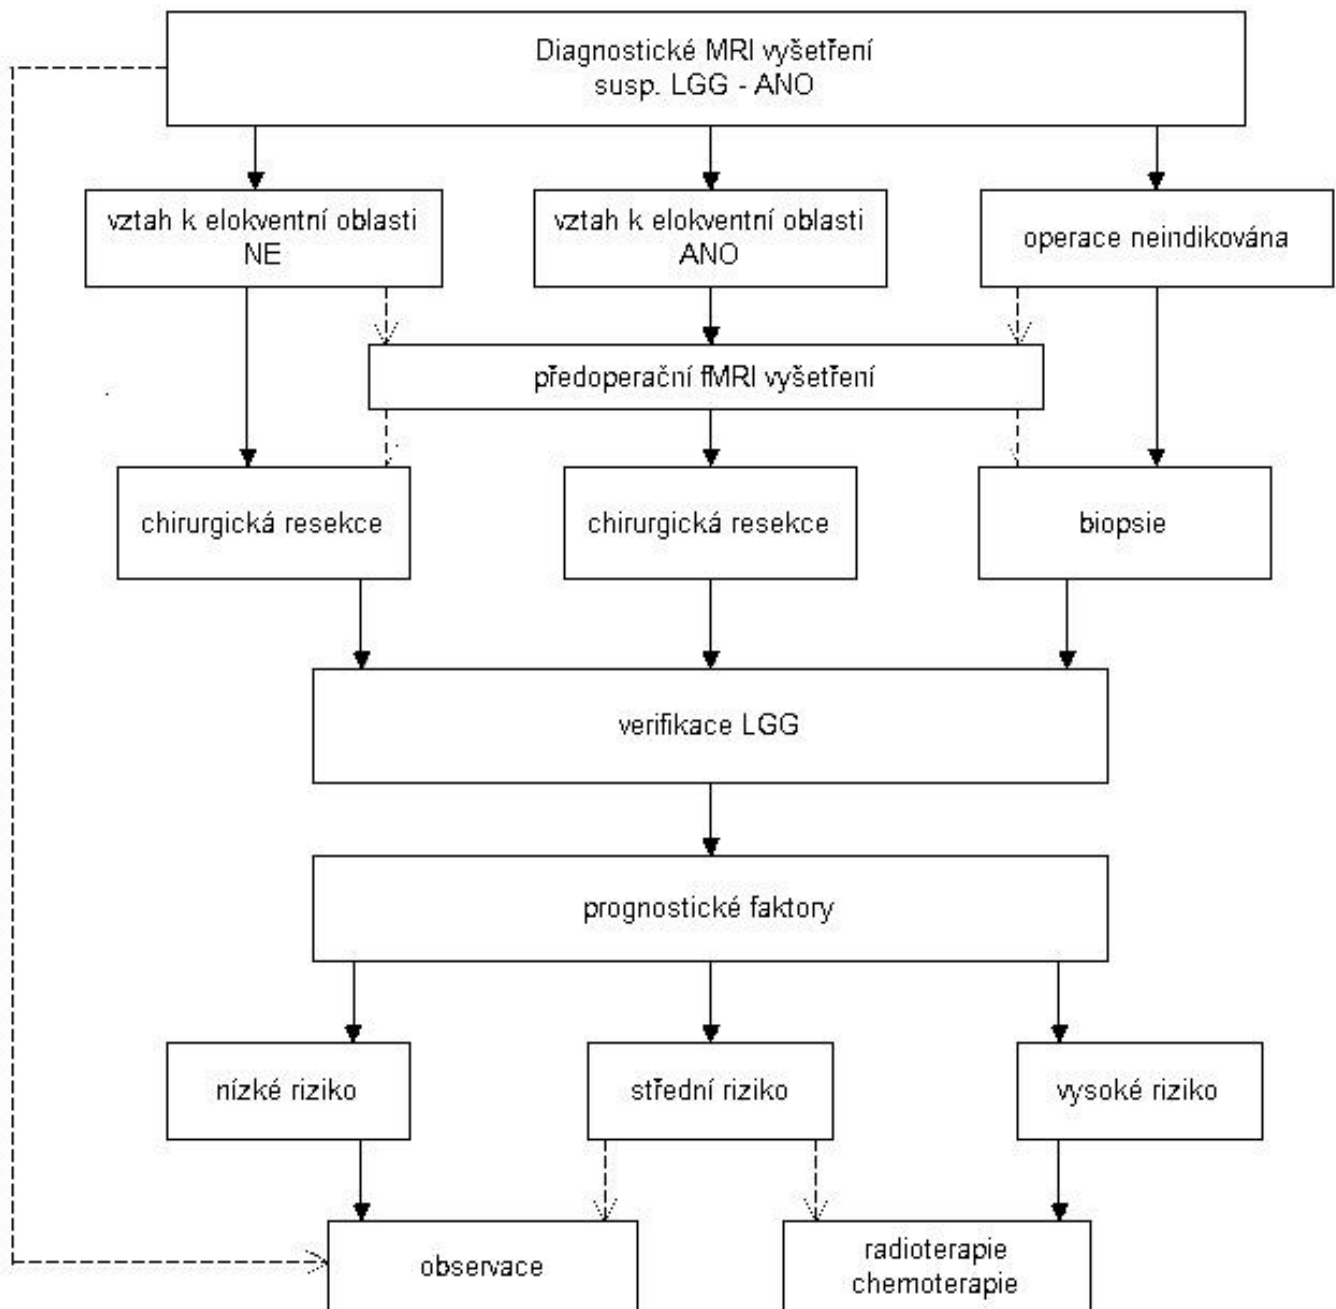 Diagnostické MRI vyšetření
susp. LGG - ANO
vztah k elokventní oblasti
NE
vztah k elokventní oblasti
ANO
operace neindikována
předoperační fMRI vyšetření
chirurgická resekce
chirurgická resekce
biopsie
verifikace LGG
prognostické faktory
nízké riziko
střední riziko
vysoké riziko
observace
radioterapie
chemoterapie